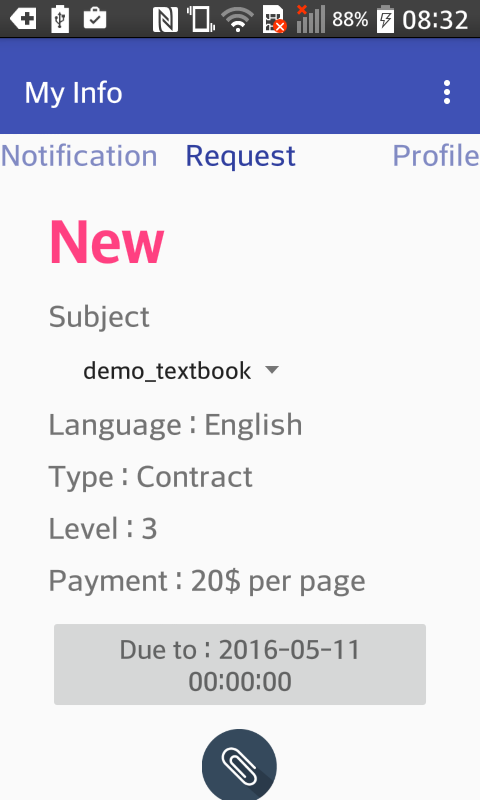 88% 08:32
My Info
Notification Request Profile
New
Subject
demo_textbook
Language : English
Type : Contract
Level : 3
Payment : 20$ per page
Due to : 2016-05-11
00:00:00